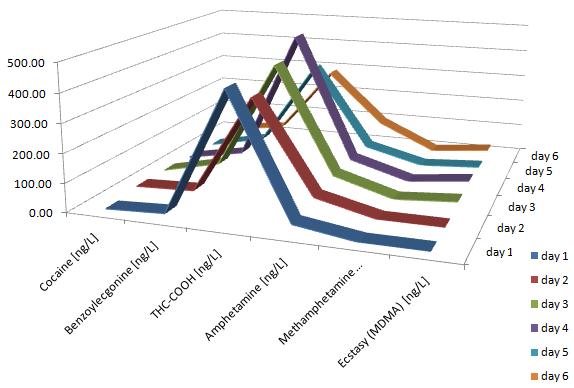 500.00
400.00
300.00
200.00
100.00
0.00
Cocaine [ng/L]
Benzoylecgonine [ng/L]
THC-COOH [ng/L]
Amphetamine [ng/L]
Methamphetamine...
Ecstasy (MDMA) [ng/L]
day 6
day 5
day 4
day 3
day 2
day 1
day 1
day 2
day 3
day 4
day 5
day 6